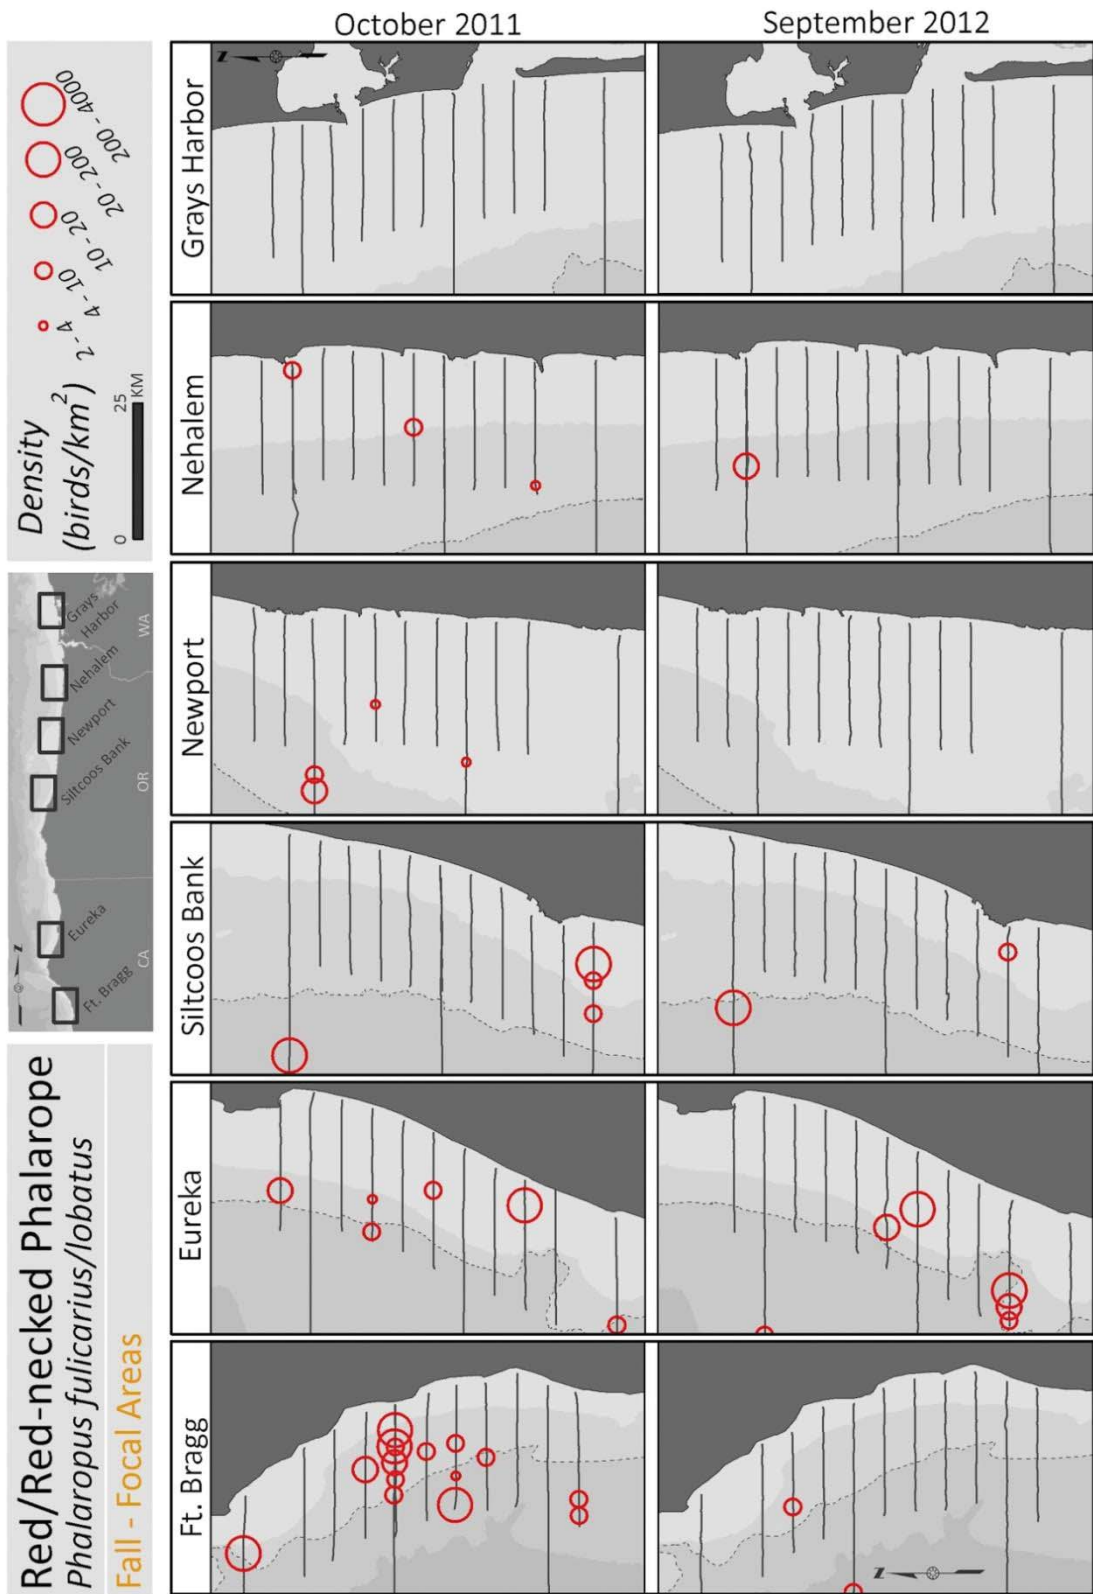 Red/Red-necked Phalarope
Phalaropus fulicarius/lobatus
Fall - Focal Areas
N
Ft. Bragg
Eureka
Siltcoos Bank
Newport
Nehalem
Grays
Harbor
CA
OR
WA
Density
(birds/km²)
2 - 4
4 - 10
10 - 20
20 - 200
200 - 4000
0
25
KM
October 2011
September 2012
Grays Harbor
N
Nehalem
Newport
Siltcoos Bank
Eureka
Ft. Bragg
N